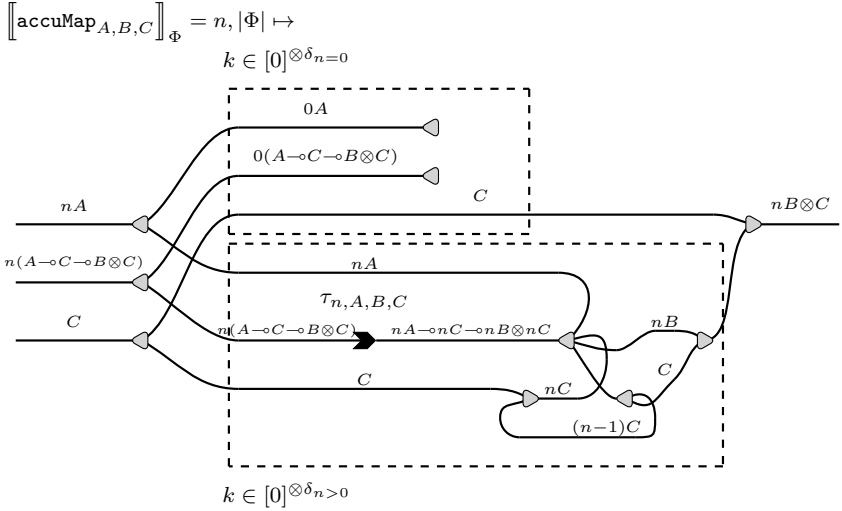 ⟦accuMap_{A,B,C}⟧_Φ = n, |Φ| ↦
k ∈ [0]^{⊗δ_{n=0}}
0A
0(A⊸C⊸B⊗C)
C
nA
nB⊗C
n(A⊸C⊸B⊗C)
nA
τ_{n,A,B,C}
C
n(A⊸C⊸B⊗C)
nA⊸nC⊸nB⊗nC
nB
C
C
nC
(n−1)C
k ∈ [0]^{⊗δ_{n>0}}